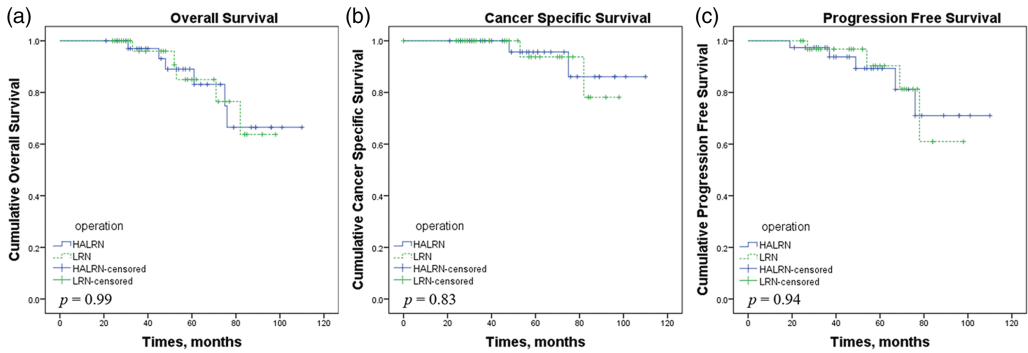 (a)
Overall Survival
Cumulative Overall Survival
1.0
0.8
0.6
0.4
0.2
0.0
operation
HALRN
LRN
HALRN-censored
LRN-censored
p = 0.99
0 20 40 60 80 100 120
Times, months
(b)
Cancer Specific Survival
Cumulative Cancer Specific Survival
1.0
0.8
0.6
0.4
0.2
0.0
operation
HALRN
LRN
HALRN-censored
LRN-censored
p = 0.83
0 20 40 60 80 100 120
Times, months
(c)
Progression Free Survival
Cumulative Progression Free Survival
1.0
0.8
0.6
0.4
0.2
0.0
operation
HALRN
LRN
HALRN-censored
LRN-censored
p = 0.94
0 20 40 60 80 100 120
Times, months